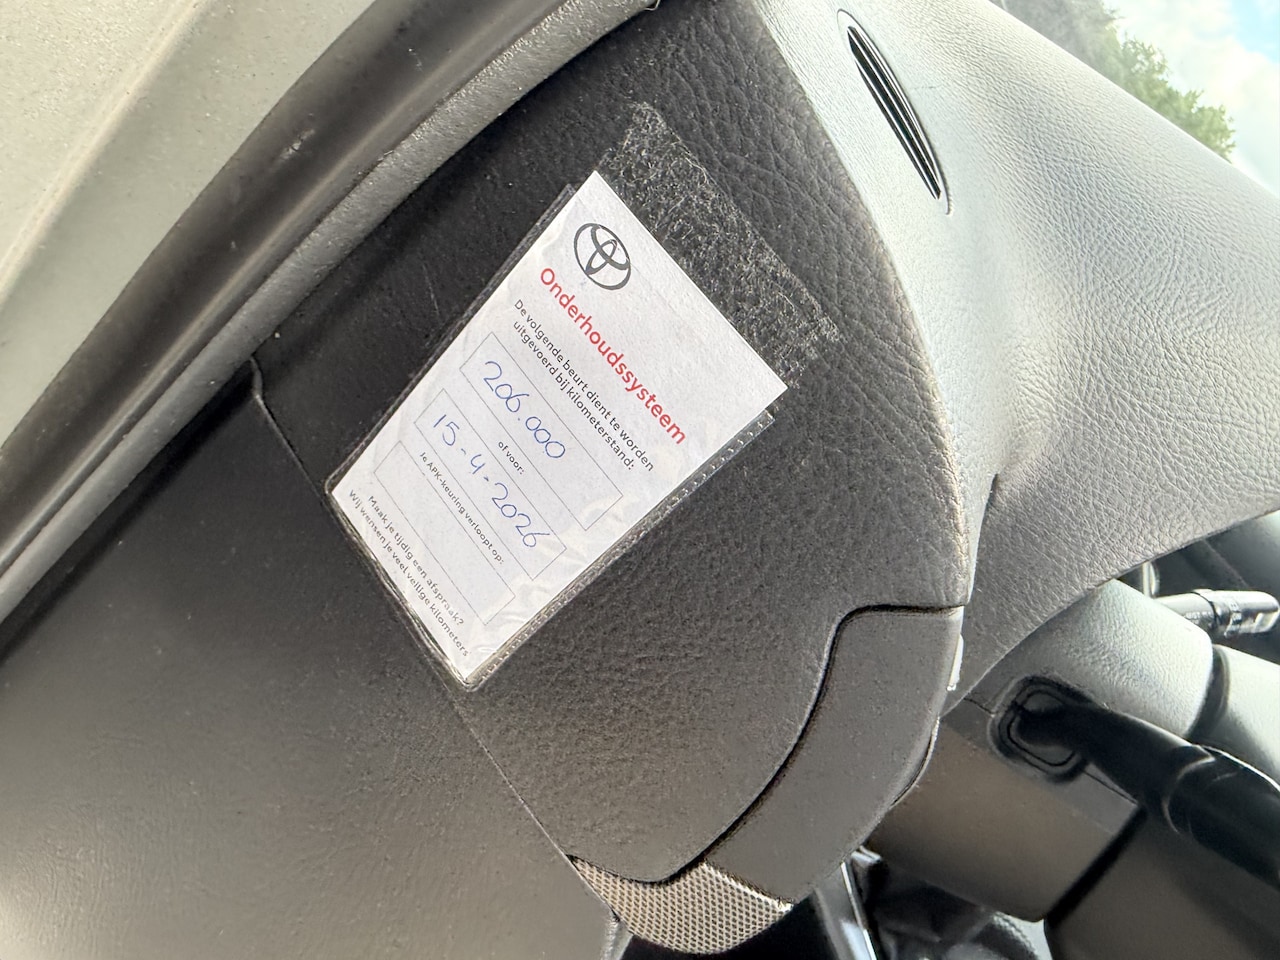 Onderhoudssysteem
De volgende beurt dient te worden
uitgevoerd bij kilometerstand:
206.000
of voor:
15-4-2026
Je APK-keuring verloopt op:
Maak je tijdig een afspraak?
Wij wensen je veel veilige kilometers